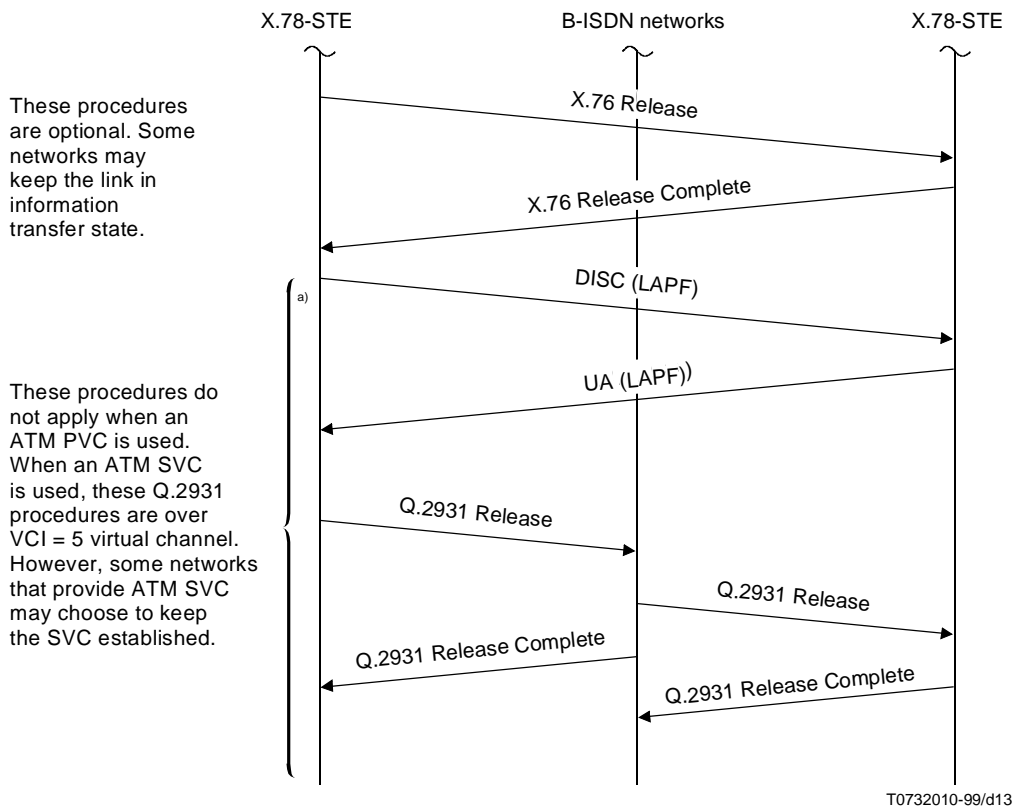 X.78-STE
B-ISDN networks
X.78-STE
These procedures
are optional. Some
networks may
keep the link in
information
transfer state.
X.76 Release
X.76 Release Complete
a)
DISC (LAPF)
UA (LAPF))
These procedures do
not apply when an
ATM PVC is used.
When an ATM SVC
is used, these Q.2931
procedures are over
VCI = 5 virtual channel.
However, some networks
that provide ATM SVC
may choose to keep
the SVC established.
Q.2931 Release
Q.2931 Release
Q.2931 Release Complete
Q.2931 Release Complete
T0732010-99/d13